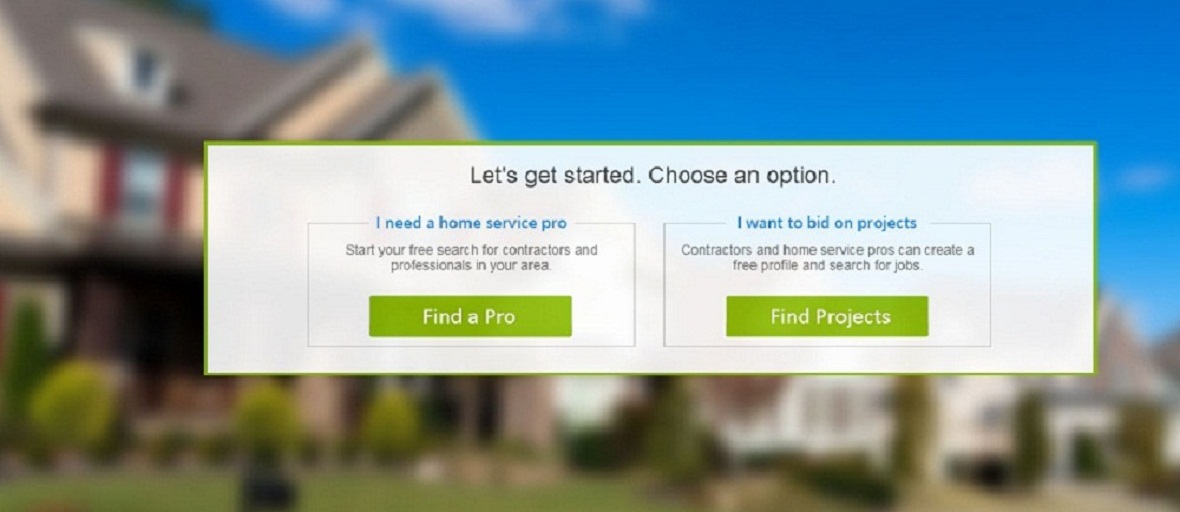 Let's get started. Choose an option.
I need a home service pro
Start your free search for contractors and
professionals in your area.
Find a Pro
I want to bid on projects
Contractors and home service pros can create a
free profile and search for jobs.
Find Projects